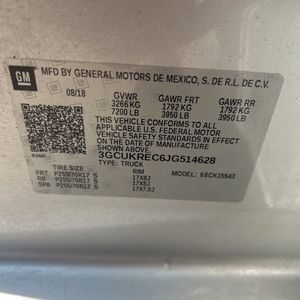 GM
MFD BY GENERAL MOTORS DE MEXICO, S. DE R.L. DE C.V.
08/18 GVWR GAWR FRT GAWR RR
3266 KG 1792 KG 1792 KG
7200 LB 3950 LB 3950 LB
THIS VEHICLE CONFORMS TO ALL
APPLICABLE U.S. FEDERAL MOTOR
VEHICLE SAFETY STANDARDS IN EFFECT
ON THE DATE OF MANUFACTURE
SHOWN ABOVE.
3GCUKREC6JG514628
TYPE: TRUCK MODEL: 
TIRE SIZE RIM
FRT P255/70R17 S 17X8J
RR P255/70R17 S 17X8J
SPA P255/70R17 S 17X7.5J